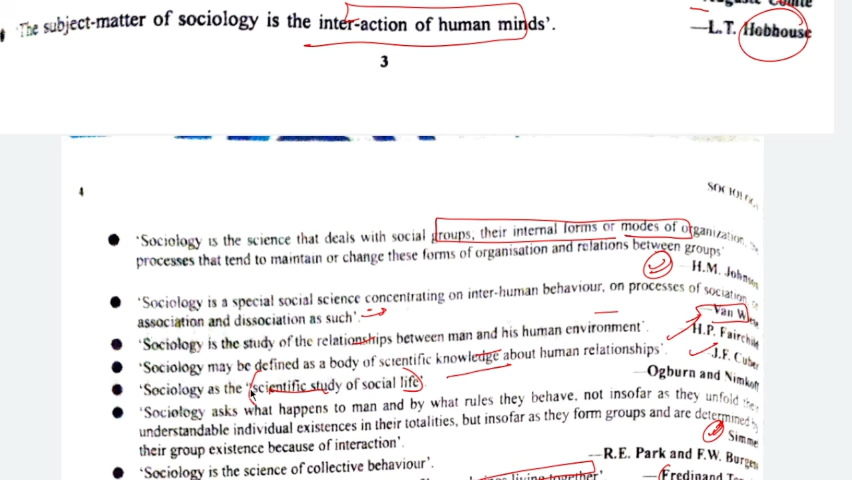 'The subject-matter of sociology is the inter-action of human minds'.
—L.T. Hobhouse
3
4
'Sociology is the science that deals with social groups, their internal forms or modes of organization, the
processes that tend to maintain or change these forms of organisation and relations between groups'
—H.M. Johnson
'Sociology is a special social science concentrating on inter-human behaviour, on processes of sociation,
association and dissociation as such'.
—Van Wiese
'Sociology is the study of the relationships between man and his human environment'.
H.P. Fairchild
'Sociology may be defined as a body of scientific knowledge about human relationships'.
J.F. Cuber
'Sociology as the 'scientific study of social life'.
Ogburn and Nimkoff
'Sociology asks what happens to man and by what rules they behave, not insofar as they unfold their
understandable individual existences in their totalities, but insofar as they form groups and are determined by
their group existence because of interaction'.
Simme
'Sociology is the science of collective behaviour'.
—R.E. Park and F.W. Burgess
living together'
—Fredinand